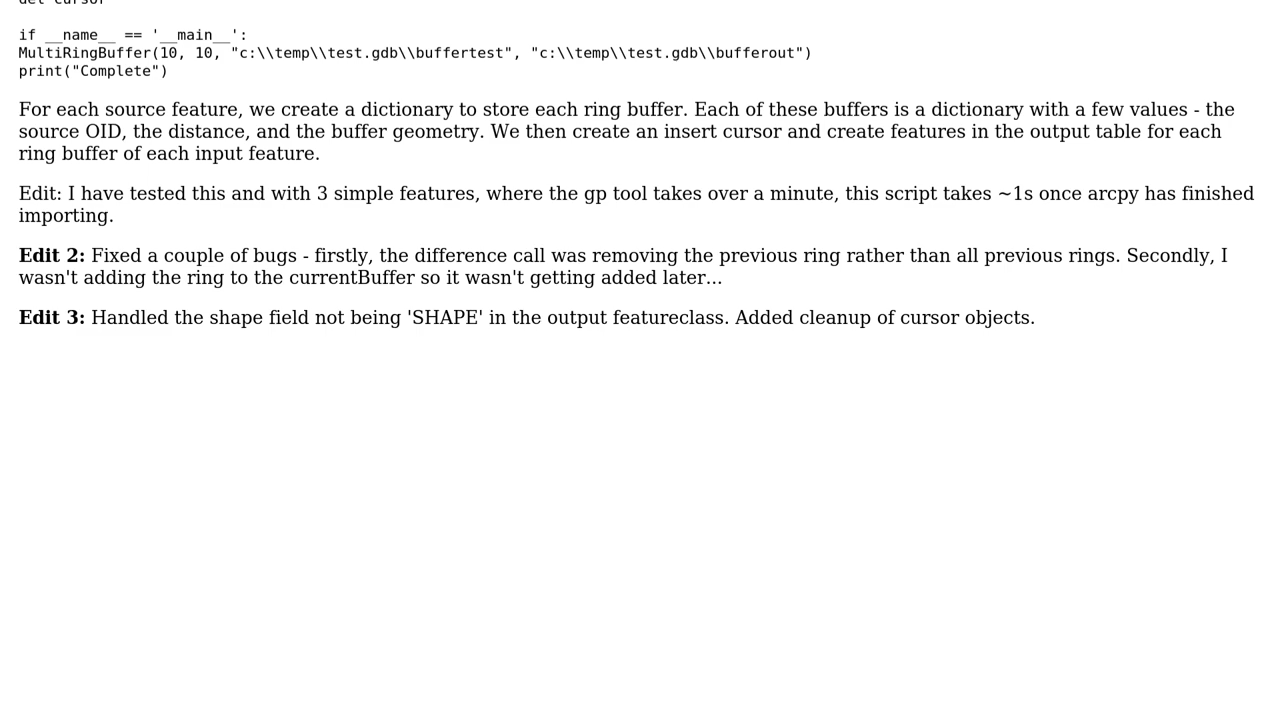 del cursor
if __name__ == '__main__':
MultiRingBuffer(10, 10, "c:\\temp\\test.gdb\\buffertest", "c:\\temp\\test.gdb\\bufferout")
print("Complete")
For each source feature, we create a dictionary to store each ring buffer. Each of these buffers is a dictionary with a few values - the
source OID, the distance, and the buffer geometry. We then create an insert cursor and create features in the output table for each
ring buffer of each input feature.
Edit: I have tested this and with 3 simple features, where the gp tool takes over a minute, this script takes ~1s once arcpy has finished
importing.
Edit 2: Fixed a couple of bugs - firstly, the difference call was removing the previous ring rather than all previous rings. Secondly, I
wasn't adding the ring to the currentBuffer so it wasn't getting added later...
Edit 3: Handled the shape field not being 'SHAPE' in the output featureclass. Added cleanup of cursor objects.